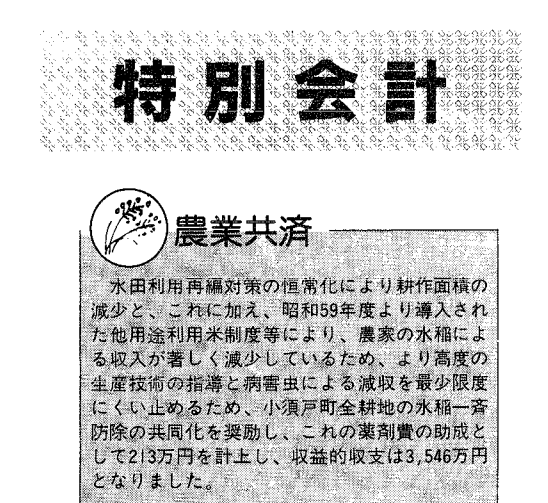 特別会計
農業共済
水田利用再編対策の恒常化により耕作面積の
減少と、これに加え、昭和59年度より導入され
た他用途利用米制度等により、農家の水稲によ
る収入が著しく減少しているため、より高度の
生産技術の指導と病害虫による減収を最少限度
にくい止めるため、小須戸町全耕地の水稲一斉
防除の共同化を奨励し、これの薬剤費の助成と
して213万円を計上し、収益的収支は3,546万円
となりました。